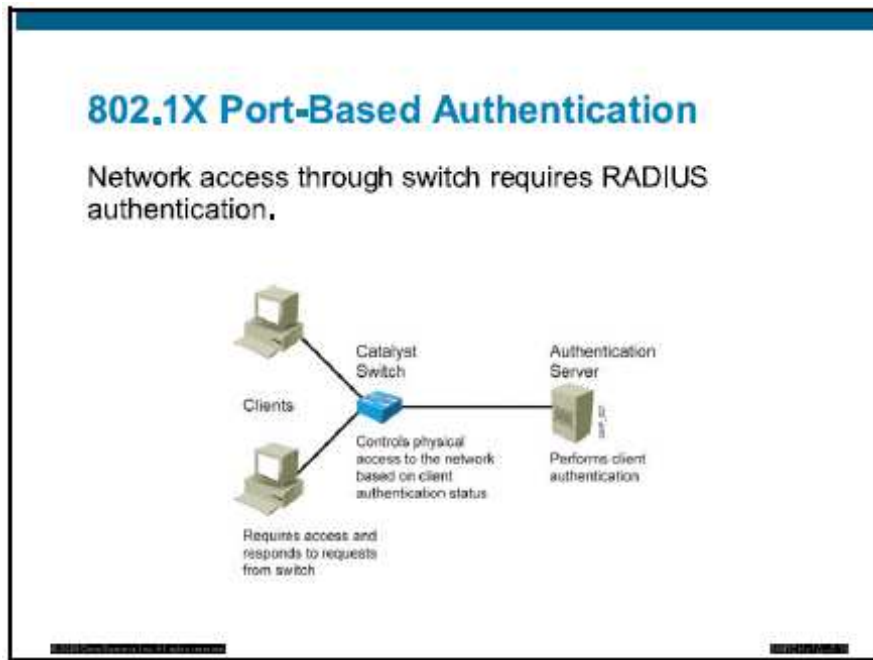 802.1X Port-Based Authentication
Network access through switch requires RADIUS
authentication.
Catalyst
Switch
Authentication
Server
Clients
Controls physical
access to the network
based on client
authentication status
Performs client
authentication
Requires access and
responds to requests
from switch